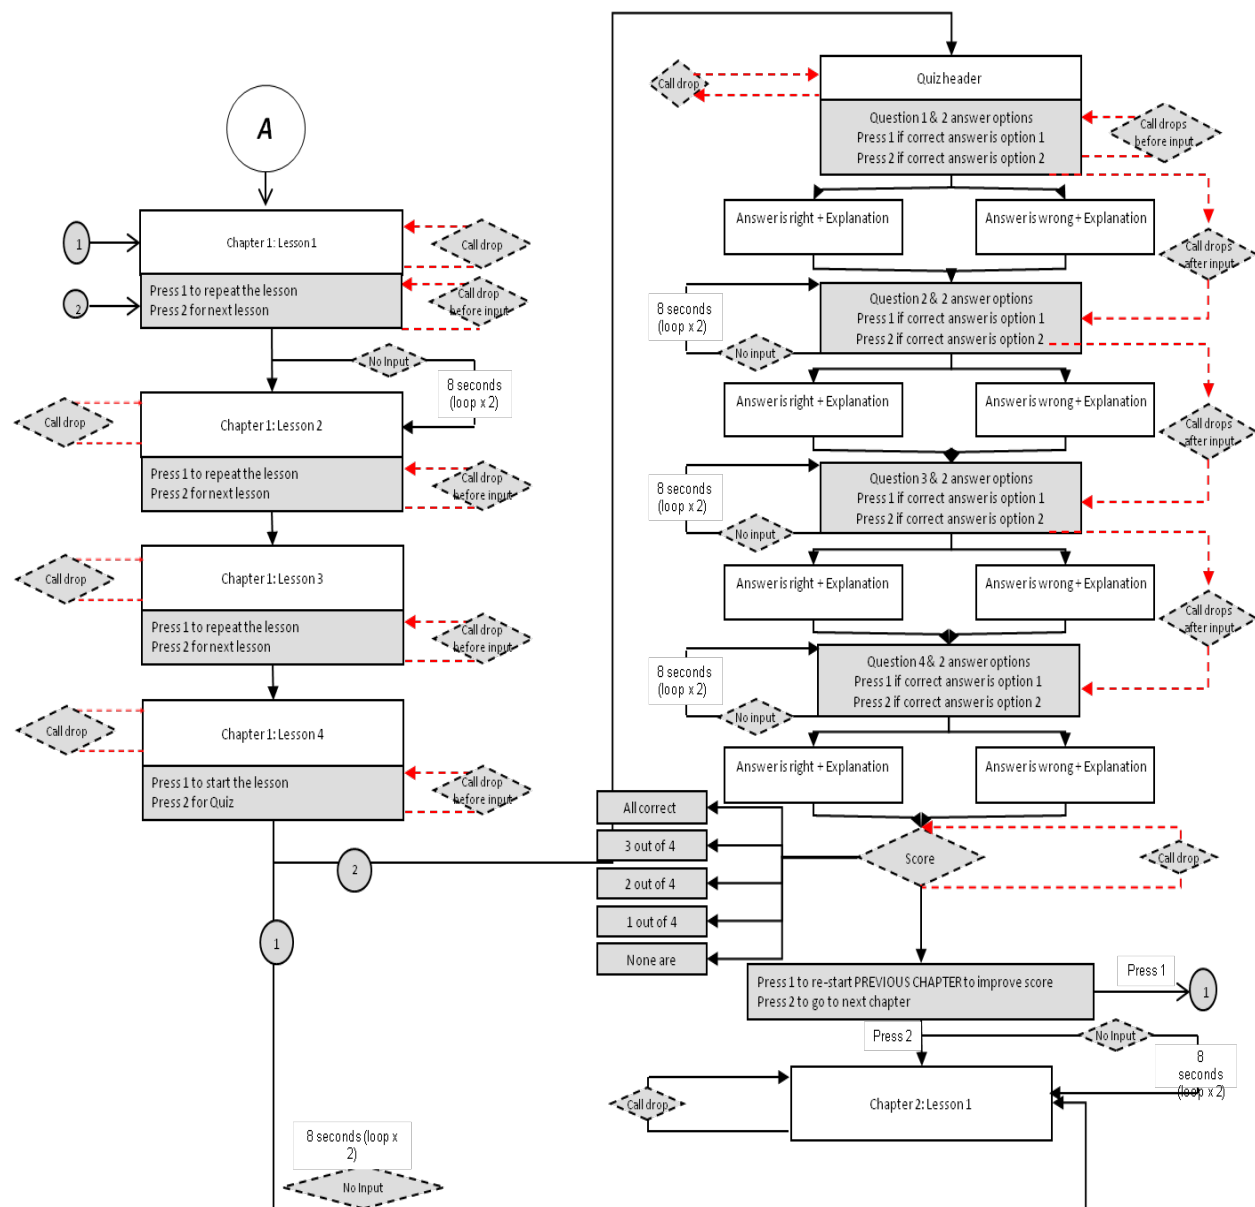 A
1
Chapter 1: Lesson 1
Call drop
2
Press 1 to repeat the lesson
Press 2 for next lesson
Call drop
before input
No Input
8 seconds
(loop x 2)
Call drop
Chapter 1: Lesson 2
Press 1 to repeat the lesson
Press 2 for next lesson
Call drop
before input
Call drop
Chapter 1: Lesson 3
Press 1 to repeat the lesson
Press 2 for next lesson
Call drop
before input
Call drop
Chapter 1: Lesson 4
Press 1 to start the lesson
Press 2 for Quiz
Call drop
before input
2
1
8 seconds (loop x
2)
No Input
Call drop
Quiz header
Question 1 & 2 answer options
Press 1 if correct answer is option 1
Press 2 if correct answer is option 2
Call drops
before input
Answer is right + Explanation
Answer is wrong + Explanation
Call drops
after input
8 seconds
(loop x 2)
Question 2 & 2 answer options
Press 1 if correct answer is option 1
Press 2 if correct answer is option 2
No input
Answer is right + Explanation
Answer is wrong + Explanation
Call drops
after input
8 seconds
(loop x 2)
Question 3 & 2 answer options
Press 1 if correct answer is option 1
Press 2 if correct answer is option 2
No input
Answer is right + Explanation
Answer is wrong + Explanation
Call drops
after input
8 seconds
(loop x 2)
Question 4 & 2 answer options
Press 1 if correct answer is option 1
Press 2 if correct answer is option 2
No input
Answer is right + Explanation
Answer is wrong + Explanation
All correct
3 out of 4
2 out of 4
1 out of 4
None are
Score
Call drop
Press 1 to re-start PREVIOUS CHAPTER to improve score
Press 2 to go to next chapter
Press 1
1
Press 2
No Input
8
seconds
(loop x 2)
Call drop
Chapter 2: Lesson 1